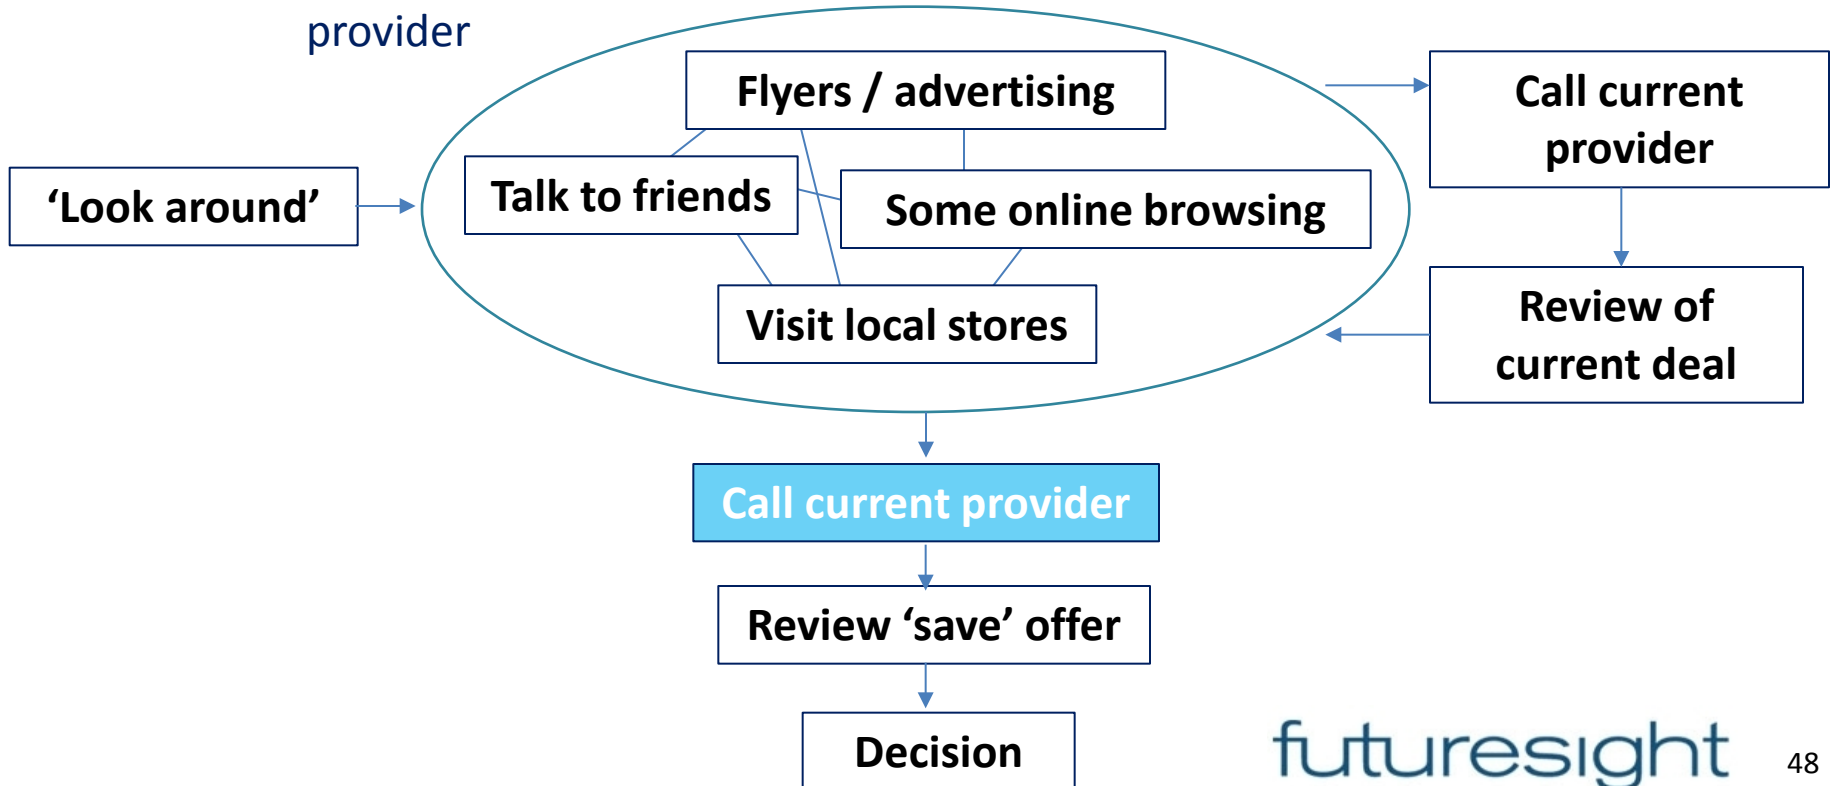 provider
Flyers / advertising
Call current
provider
‘Look around’
Talk to friends
Some online browsing
Visit local stores
Review of
current deal
Call current provider
Review ‘save’ offer
Decision
futuresight
48